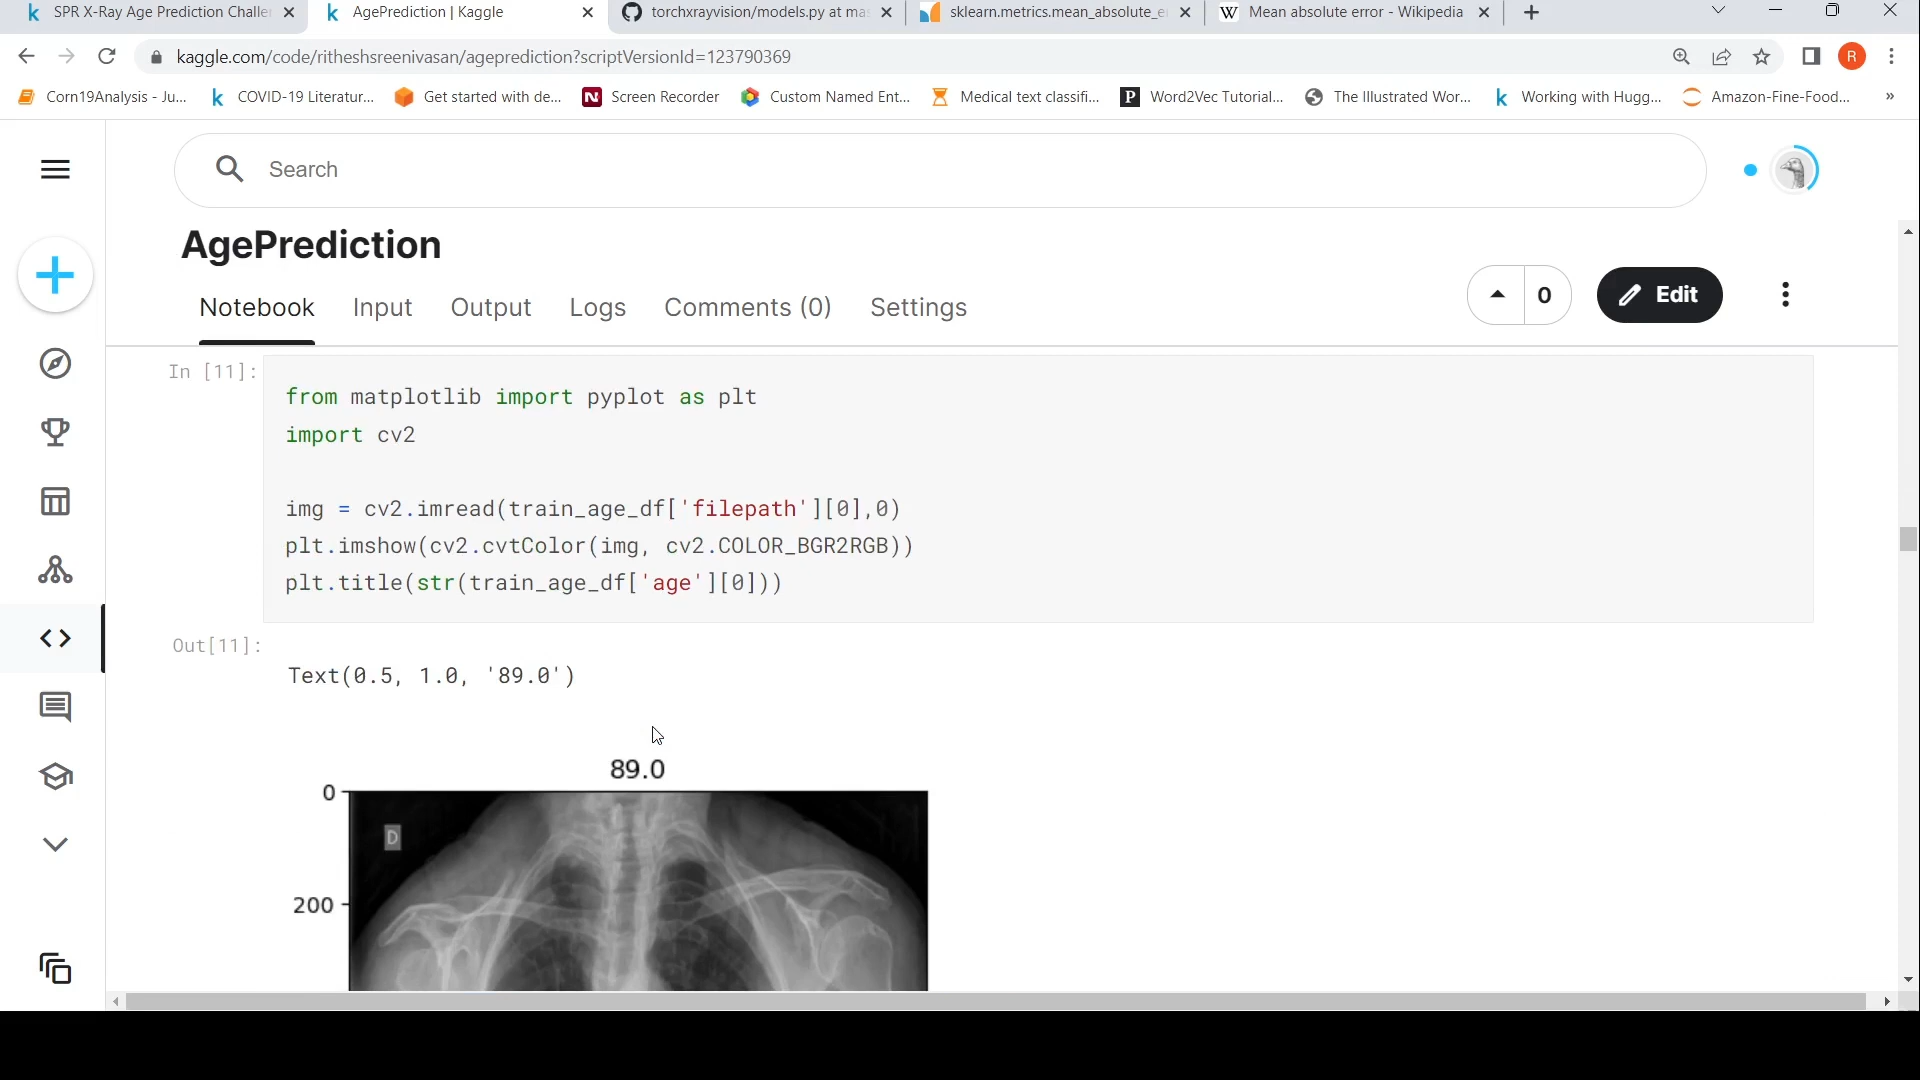 SPR X-Ray Age Prediction Challe
AgePrediction | Kaggle
torchxrayvision/models.py at mas
sklearn.metrics.mean_absolute_e
Mean absolute error - Wikipedia
kaggle.com/code/ritheshsreenivasan/ageprediction?scriptVersionId=123790369
R
Corn19Analysis - Ju...
COVID-19 Literatur...
Get started with de...
Screen Recorder
Custom Named Ent...
Medical text classifi...
Word2Vec Tutorial...
The Illustrated Wor...
Working with Hugg...
Amazon-Fine-Food...
»
Search
AgePrediction
Notebook
Input
Output
Logs
Comments (0)
Settings
0
Edit
In [11]:
from matplotlib import pyplot as plt
import cv2
img = cv2.imread(train_age_df['filepath'][0],0)
plt.imshow(cv2.cvtColor(img, cv2.COLOR_BGR2RGB))
plt.title(str(train_age_df['age'][0]))
Out[11]:
Text(0.5, 1.0, '89.0')
89.0
0
D
200